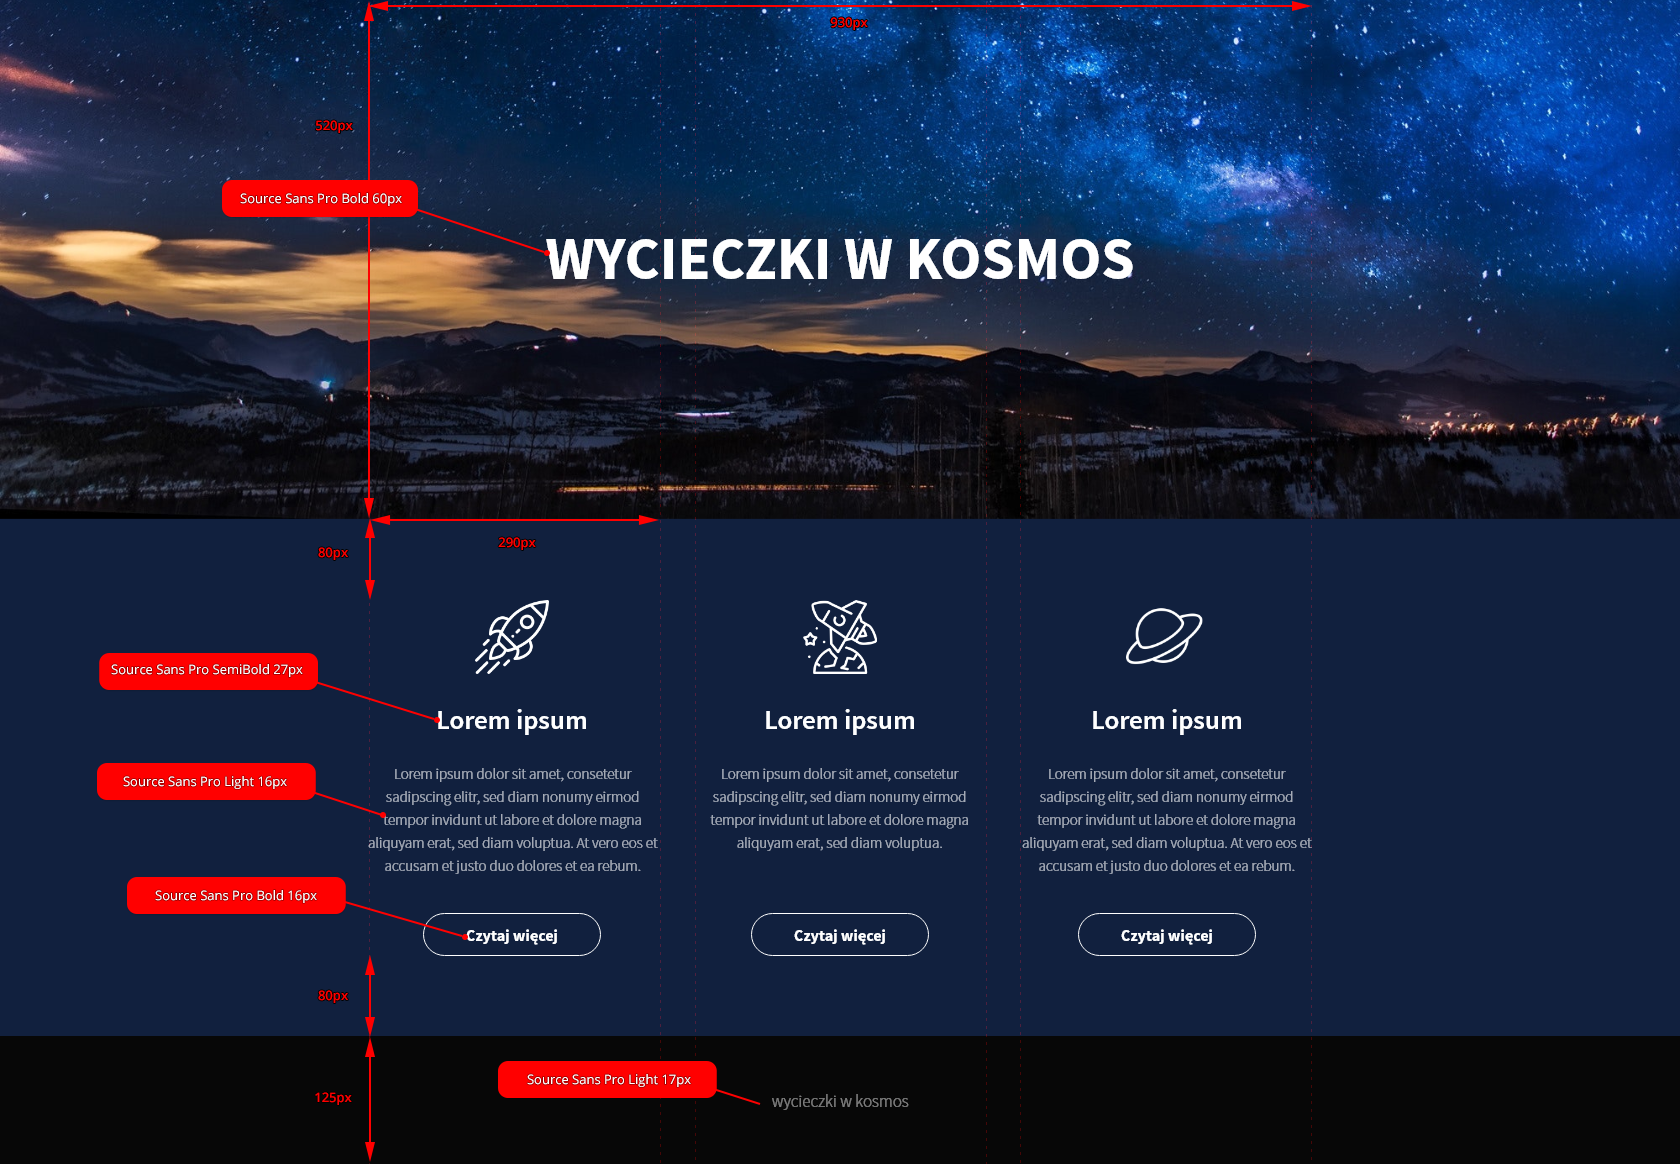 930px
520px
Source Sans Pro Bold 60px
WYCIECZKI W KOSMOS
290px
80px
Source Sans Pro SemiBold 27px
Lorem ipsum
Lorem ipsum
Lorem ipsum
Source Sans Pro Light 16px
Lorem ipsum dolor sit amet, consetetur
sadipscing elitr, sed diam nonumy eirmod
tempor invidunt ut labore et dolore magna
aliquyam erat, sed diam voluptua. At vero eos et
accusam et justo duo dolores et ea rebum.
Lorem ipsum dolor sit amet, consetetur
sadipscing elitr, sed diam nonumy eirmod
tempor invidunt ut labore et dolore magna
aliquyam erat, sed diam voluptua.
Lorem ipsum dolor sit amet, consetetur
sadipscing elitr, sed diam nonumy eirmod
tempor invidunt ut labore et dolore magna
aliquyam erat, sed diam voluptua. At vero eos et
accusam et justo duo dolores et ea rebum.
Source Sans Pro Bold 16px
Czytaj więcej
Czytaj więcej
Czytaj więcej
80px
125px
Source Sans Pro Light 17px
wycieczki w kosmos